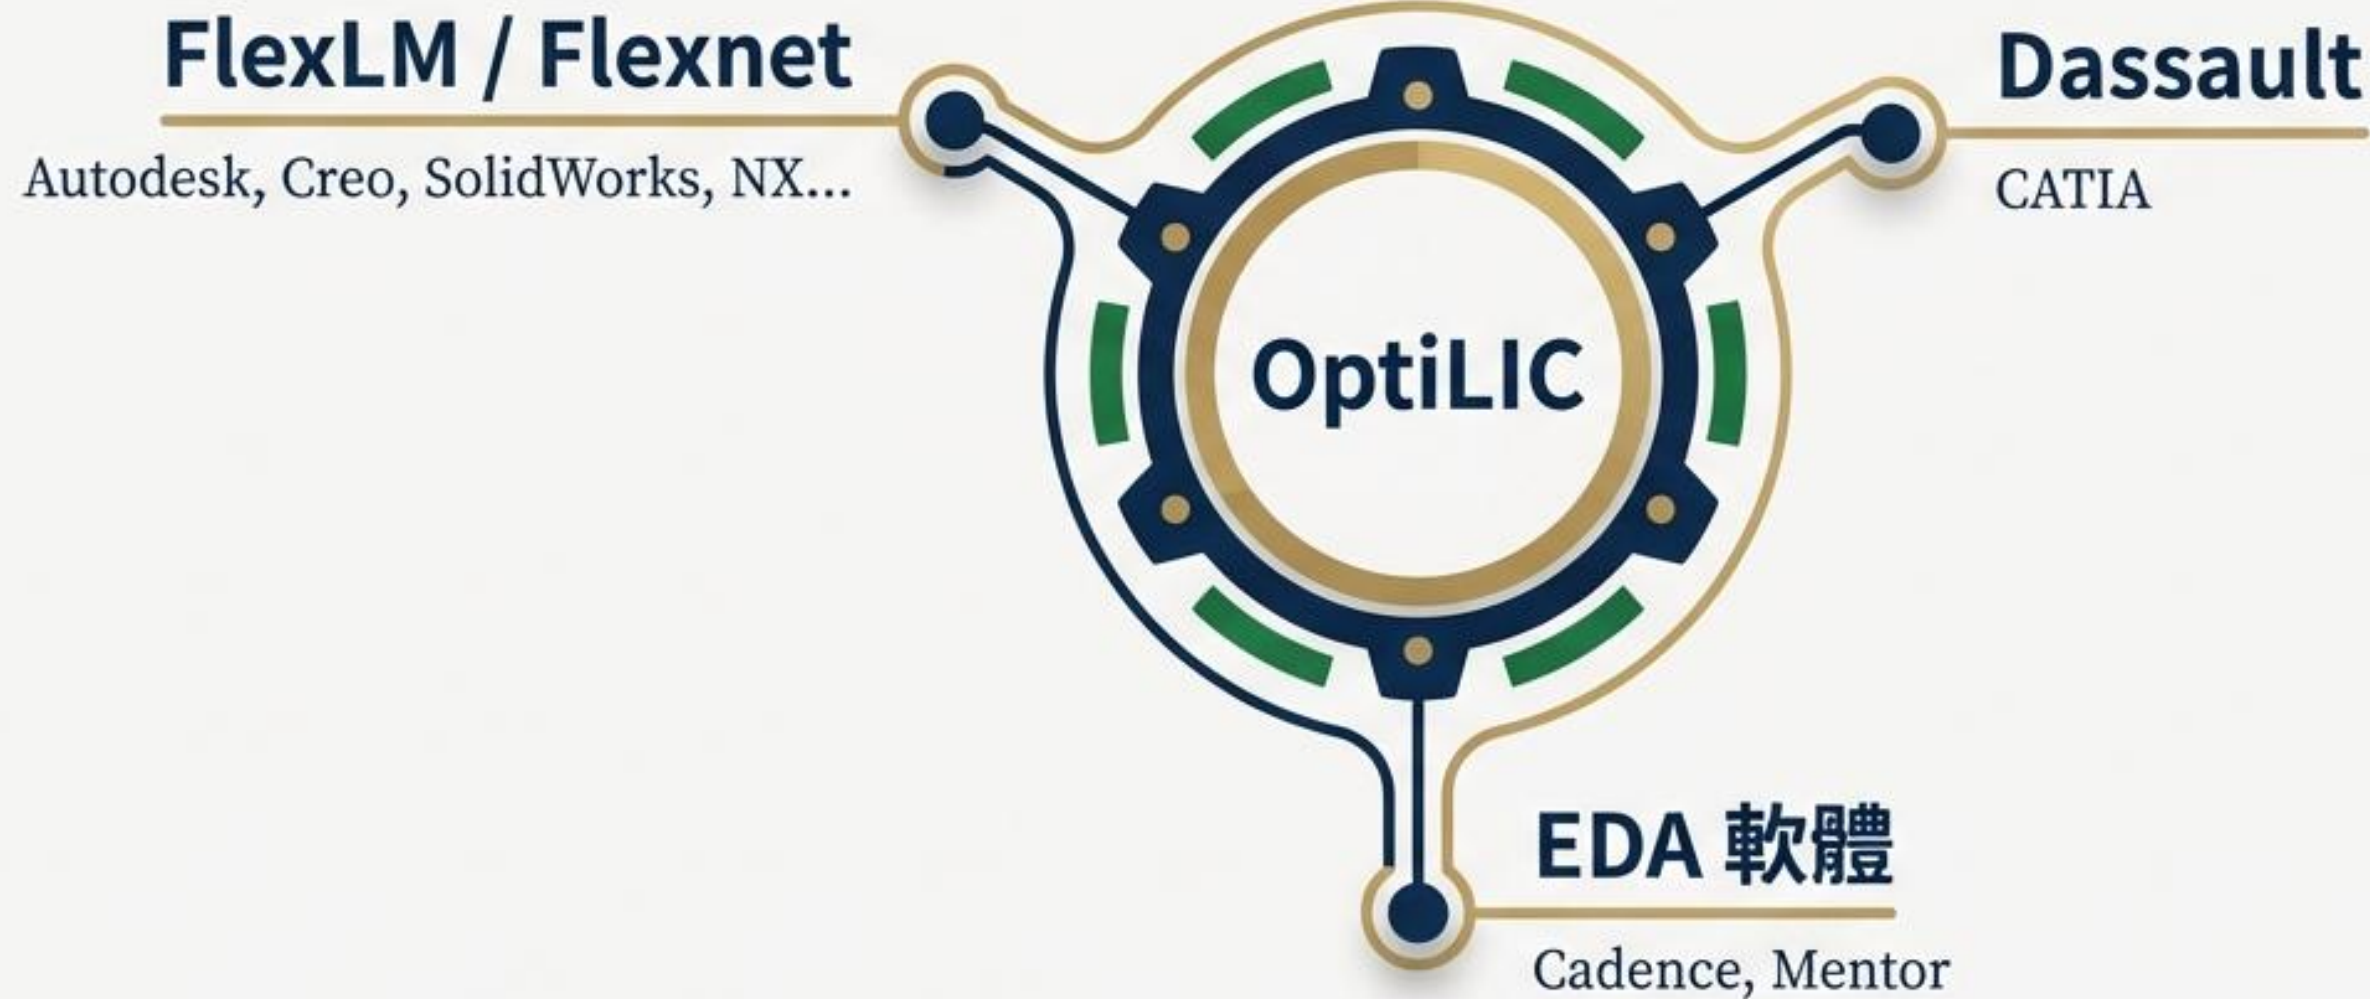 FlexLM / Flexnet
Autodesk, Creo, SolidWorks, NX...
Dassault
CATIA
OptiLIC
EDA 軟體
Cadence, Mentor